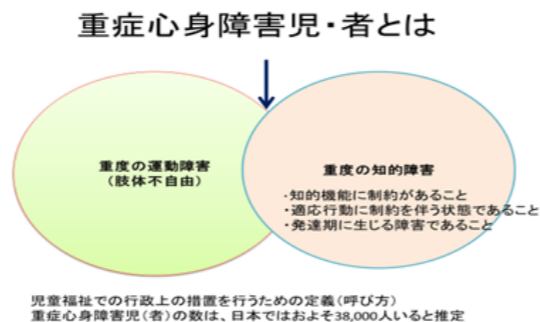 重症心身障害児・者とは
重度の運動障害
（肢体不自由）
重度の知的障害
・知的機能に制約があること
・適応行動に制約を伴う状態であること
・発達期に生じる障害であること
児童福祉での行政上の措置を行うための定義（呼び方）
重症心身障害児（者）の数は、日本ではおよそ38,000人いると推定